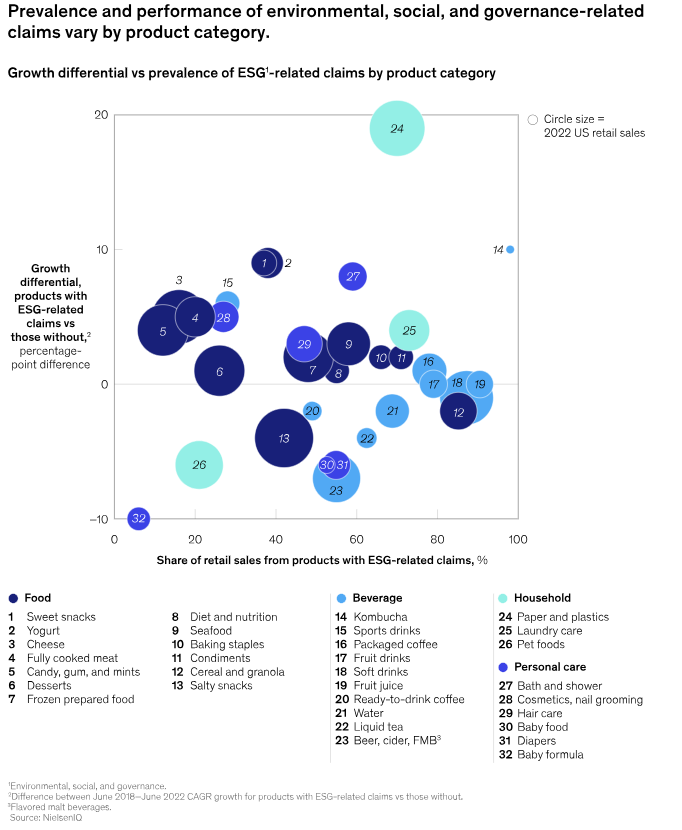 Prevalence and performance of environmental, social, and governance-related
claims vary by product category.
Growth differential vs prevalence of ESG¹-related claims by product category
20
24
Circle size =
2022 US retail sales
10
14
1
2
27
3
15
Growth
differential,
products with
ESG-related
claims vs
those without,²
percentage-
point difference
4
28
5
25
29
9
10
11
7
8
6
16
0
17
18
19
20
21
12
13
22
26
30
31
23
–10
32
0
20
40
60
80
100
Share of retail sales from products with ESG-related claims, %
Food
1 Sweet snacks
2 Yogurt
3 Cheese
4 Fully cooked meat
5 Candy, gum, and mints
6 Desserts
7 Frozen prepared food
8 Diet and nutrition
9 Seafood
10 Baking staples
11 Condiments
12 Cereal and granola
13 Salty snacks
Beverage
14 Kombucha
15 Sports drinks
16 Packaged coffee
17 Fruit drinks
18 Soft drinks
19 Fruit juice
20 Ready-to-drink coffee
21 Water
22 Liquid tea
23 Beer, cider, FMB³
Household
24 Paper and plastics
25 Laundry care
26 Pet foods
Personal care
27 Bath and shower
28 Cosmetics, nail grooming
29 Hair care
30 Baby food
31 Diapers
32 Baby formula
¹Environmental, social, and governance.
²Difference between June 2018–June 2022 CAGR growth for products with ESG-related claims vs those without.
³Flavored malt beverages.
Source: NielsenIQ